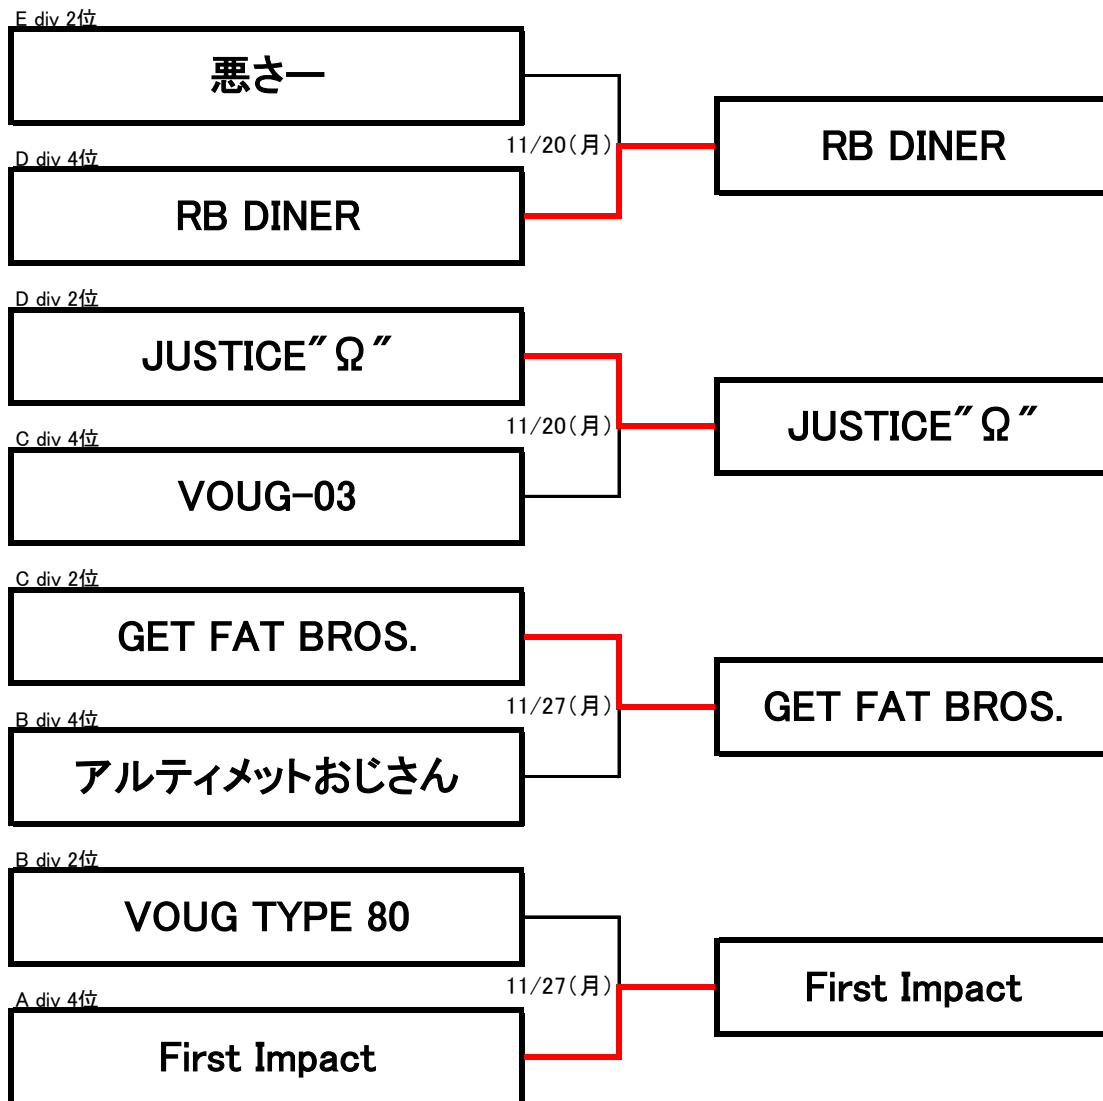 E div 2位
悪さー
11/20(月)
RB DINER
D div 4位
RB DINER
D div 2位
JUSTICE"Ω"
11/20(月)
JUSTICE"Ω"
C div 4位
VOUG-03
C div 2位
GET FAT BROS.
11/27(月)
GET FAT BROS.
B div 4位
アルティメットおじさん
B div 2位
VOUG TYPE 80
11/27(月)
First Impact
A div 4位
First Impact